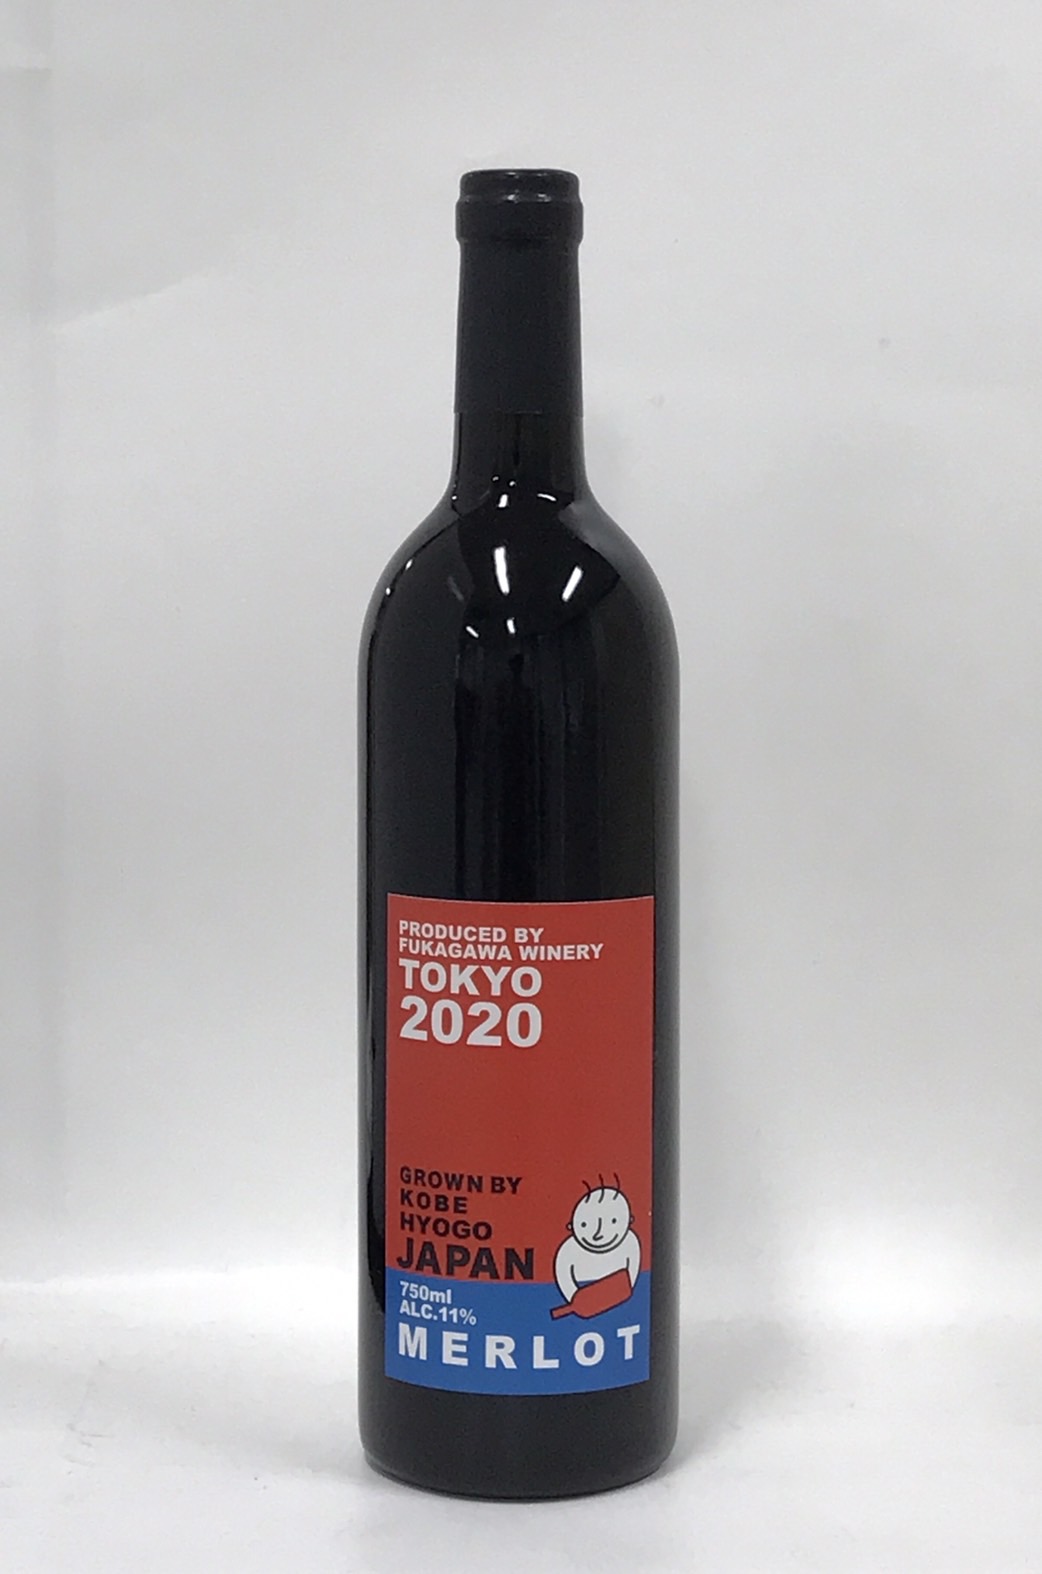 PRODUCED BY
FUKAGAWA WINERY
TOKYO
2020
GROWN BY
KOBE
HYOGO
JAPAN
750ml
ALC.11%
MERLOT